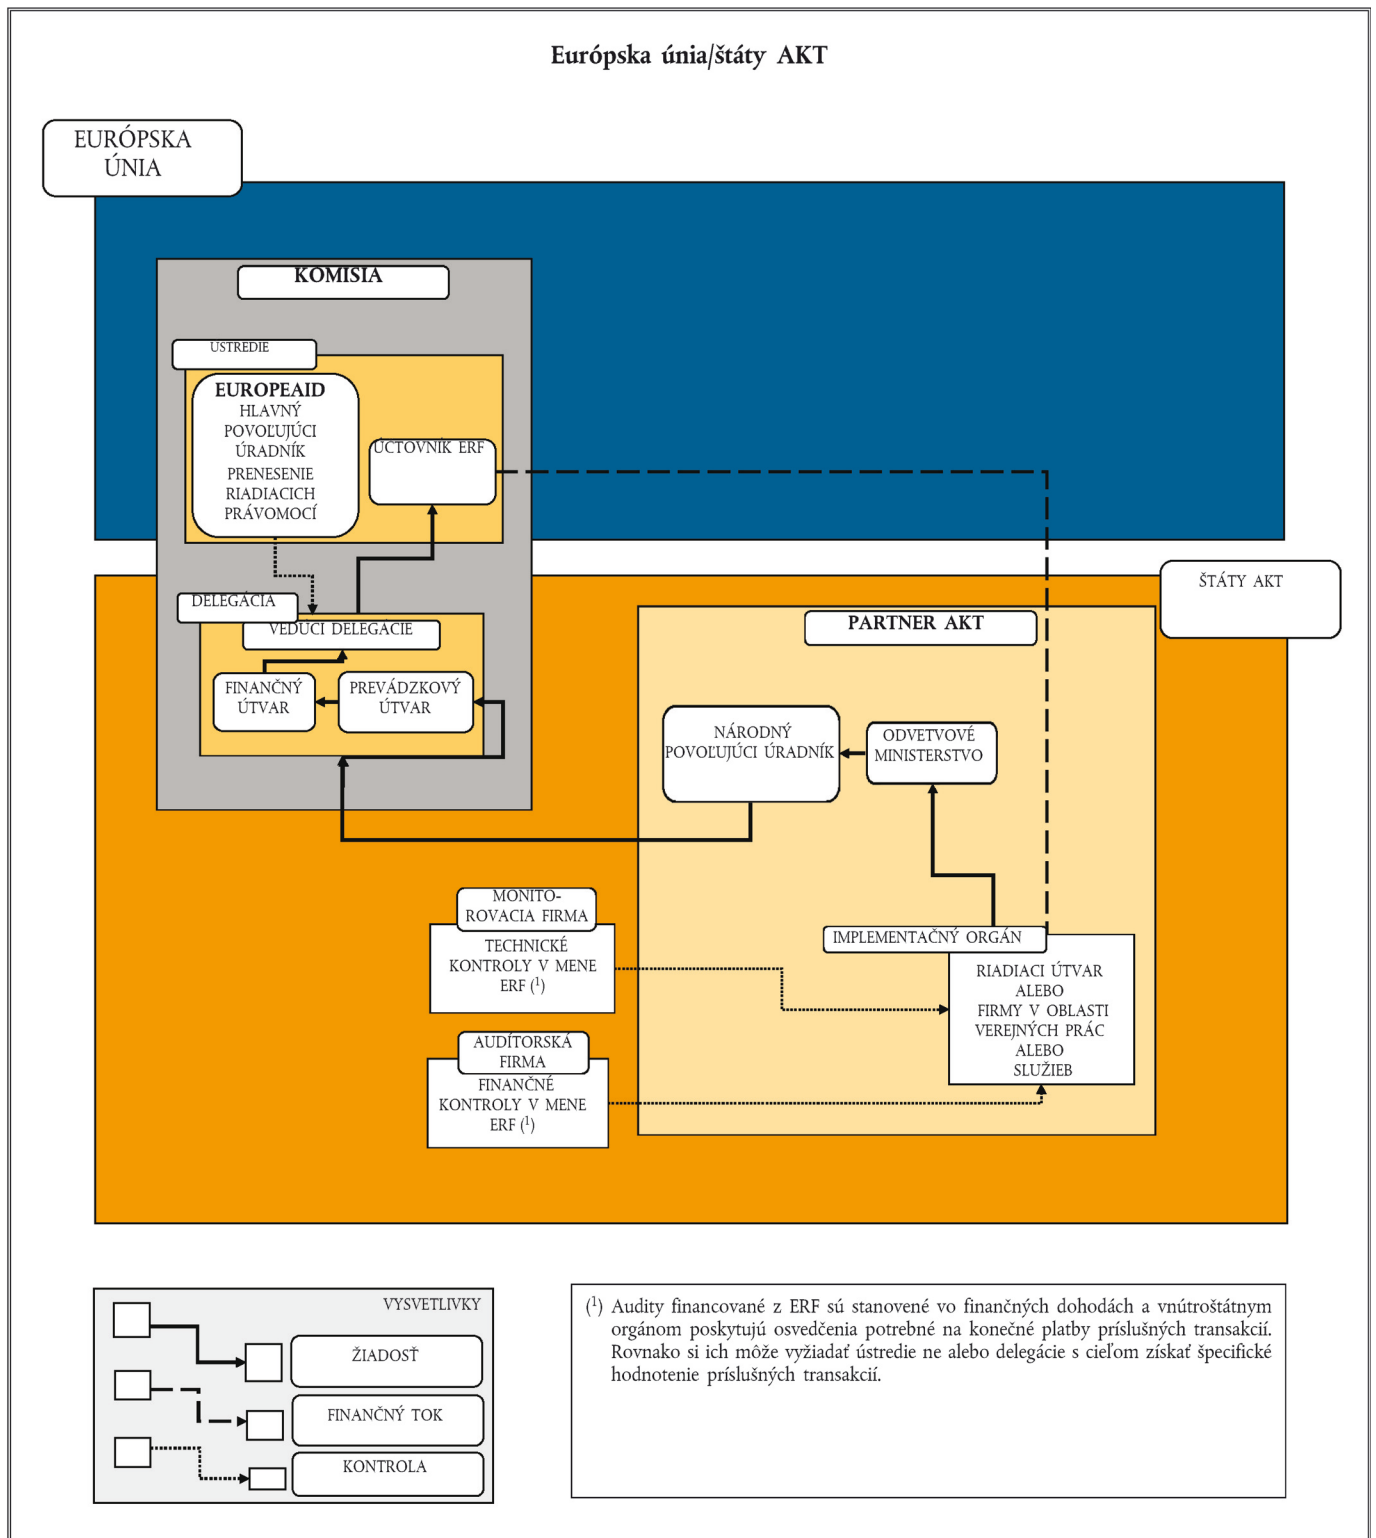 Európska únia/štáty AKT
EURÓPSKA
ÚNIA
KOMISIA
USTREDIE
EUROPEAID
HLAVNÝ
POVOĽUJÚCI
ÚRADNÍK
PRENESENIE
RIADIACICH
PRÁVOMOCÍ
ÚCTOVNÍK ERF
ŠTÁTY AKT
DELEGÁCIA
VEDÚCI DELEGÁCIE
FINANČNÝ
ÚTVAR
PREVÁDZKOVÝ
ÚTVAR
PARTNER AKT
NÁRODNÝ
POVOĽUJÚCI ÚRADNÍK
ODVETVOVÉ
MINISTERSTVO
MONITO-
ROVACIA FIRMA
TECHNICKÉ
KONTROLY V MENE
ERF (¹)
IMPLEMENTAČNÝ ORGÁN
RIADIACI ÚTVAR
ALEBO
FIRMY V OBLASTI
VEREJNÝCH PRÁC
ALEBO
SLUŽIEB
AUDÍTORSKÁ
FIRMA
FINANČNÉ
KONTROLY V MENE
ERF (¹)
VYSVETLIVKY
ŽIADOSŤ
FINANČNÝ TOK
KONTROLA
(¹) Audity financované z ERF sú stanovené vo finančných dohodách a vnútroštátnym
orgánom poskytujú osvedčenia potrebné na konečné platby príslušných transakcií.
Rovnako si ich môže vyžiadať ústredie ne alebo delegácie s cieľom získať špecifické
hodnotenie príslušných transakcií.